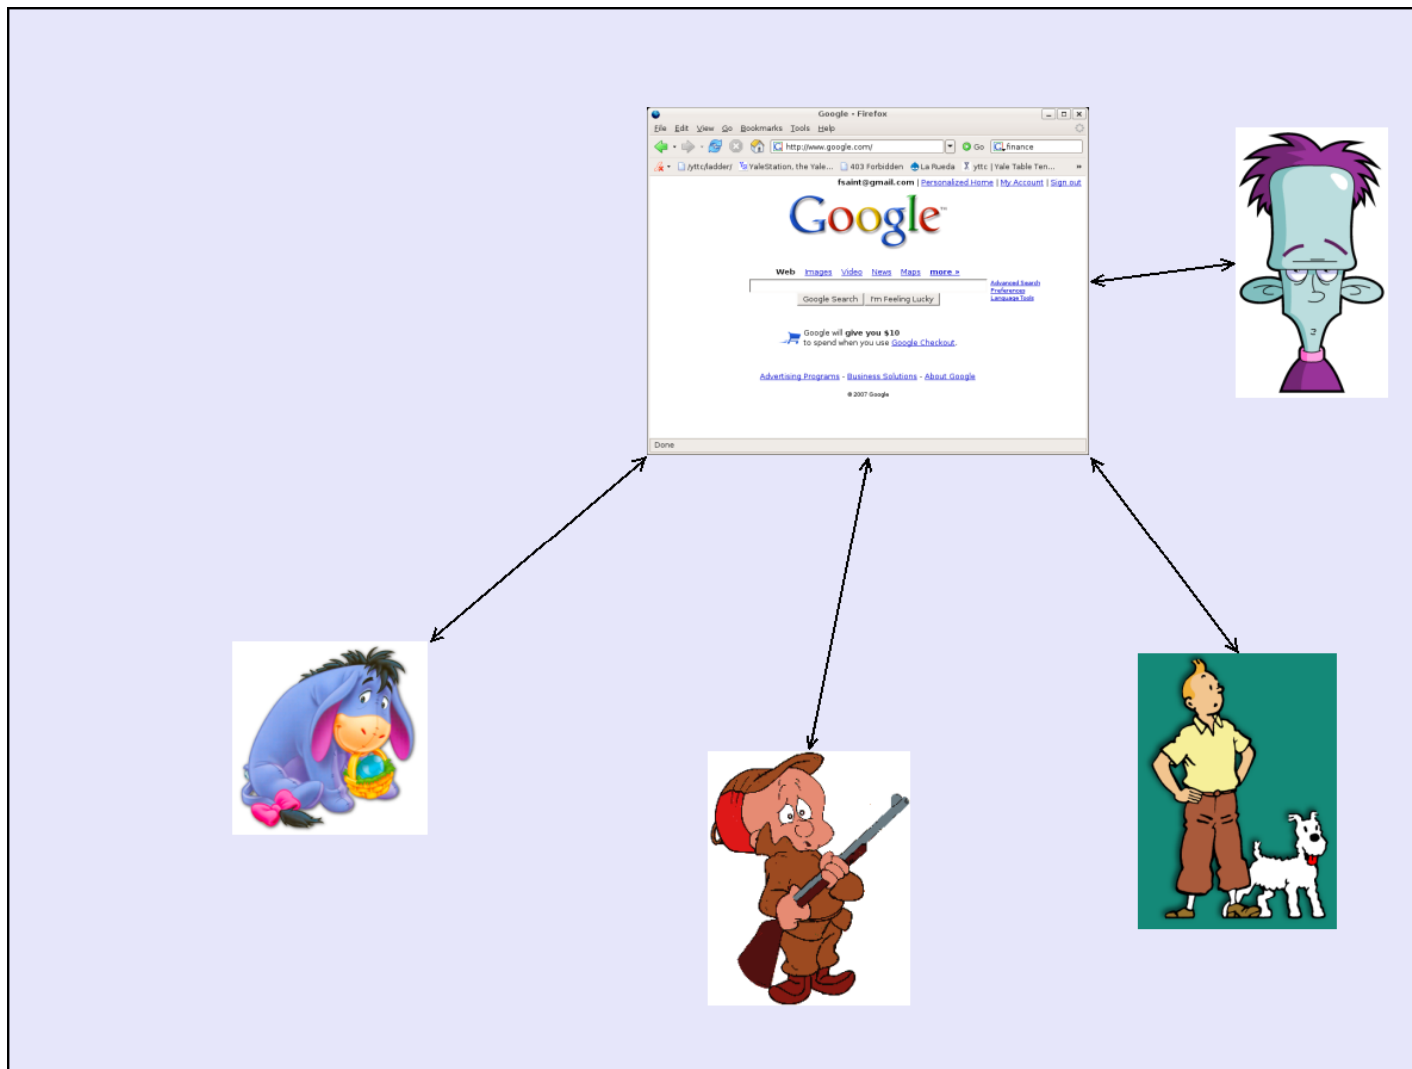 Google - Firefox
File Edit View Go Bookmarks Tools Help
http://www.google.com/ Go finance
/yttc/ladder/ YaleStation, the Yale... 403 Forbidden La Rueda yttc | Yale Table Ten... »
fsaint@gmail.com | Personalized Home | My Account | Sign out
Google™
Web Images Video News Maps more »
Advanced Search
Preferences
Language Tools
Google Search I'm Feeling Lucky
Google will give you $10
to spend when you use Google Checkout.
Advertising Programs - Business Solutions - About Google
© 2007 Google
Done